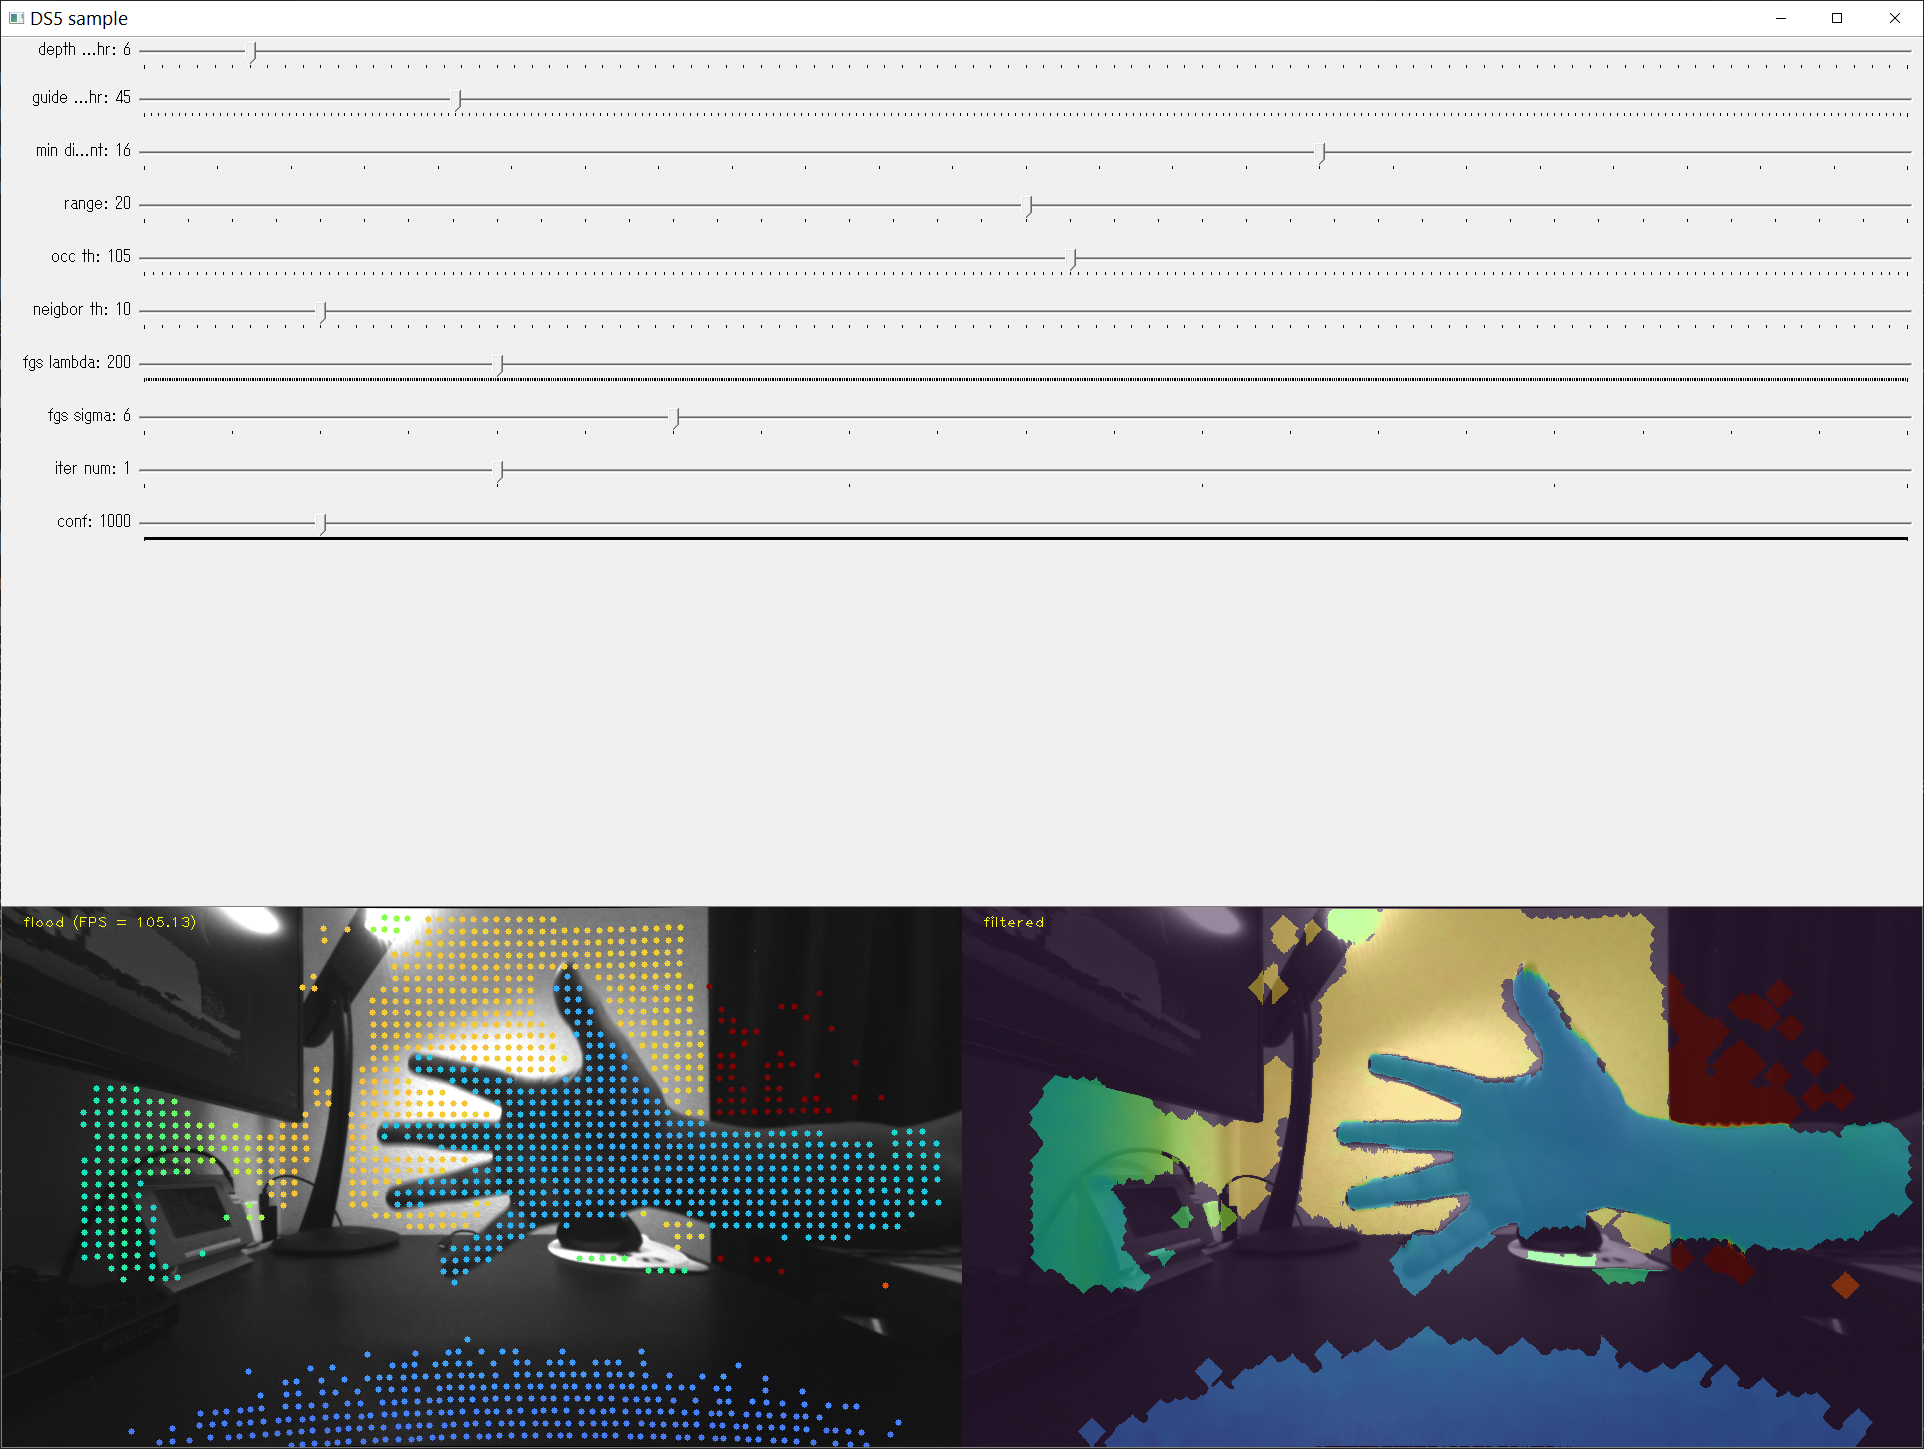 DS5 sample
depth ...hr: 6
guide ...hr: 45
min di...nt: 16
range: 20
occ th: 105
neigbor th: 10
fgs lambda: 200
fgs sigma: 6
iter num: 1
conf: 1000
flood (FPS = 105.13)
filtered